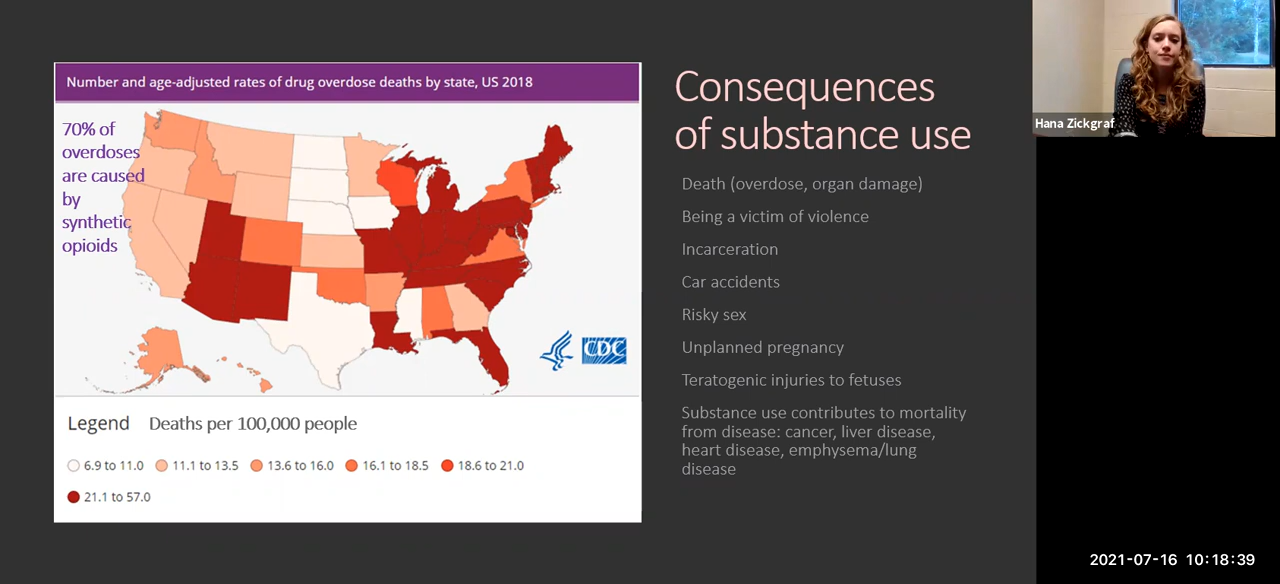 Number and age-adjusted rates of drug overdose deaths by state, US 2018
70% of
overdoses
are caused
by
synthetic
opioids
CDC
Legend Deaths per 100,000 people
6.9 to 11.0 11.1 to 13.5 13.6 to 16.0 16.1 to 18.5 18.6 to 21.0
21.1 to 57.0
Consequences
of substance use
Death (overdose, organ damage)
Being a victim of violence
Incarceration
Car accidents
Risky sex
Unplanned pregnancy
Teratogenic injuries to fetuses
Substance use contributes to mortality
from disease: cancer, liver disease,
heart disease, emphysema/lung
disease
Hana Zickgraf
2021-07-16 10:18:39